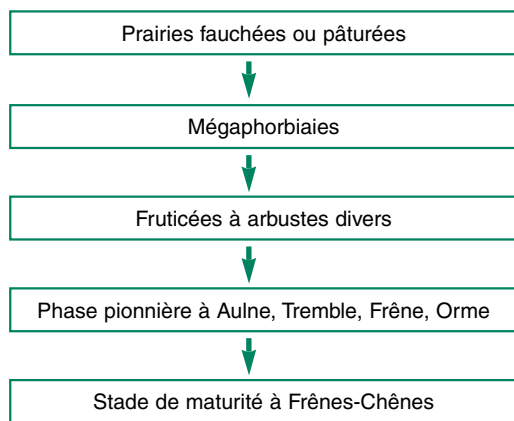 Prairies fauchées ou pâturées
Mégaphorbiaies
Fruticées à arbustes divers
Phase pionnière à Aulne, Tremble, Frêne, Orme
Stade de maturité à Frênes-Chênes